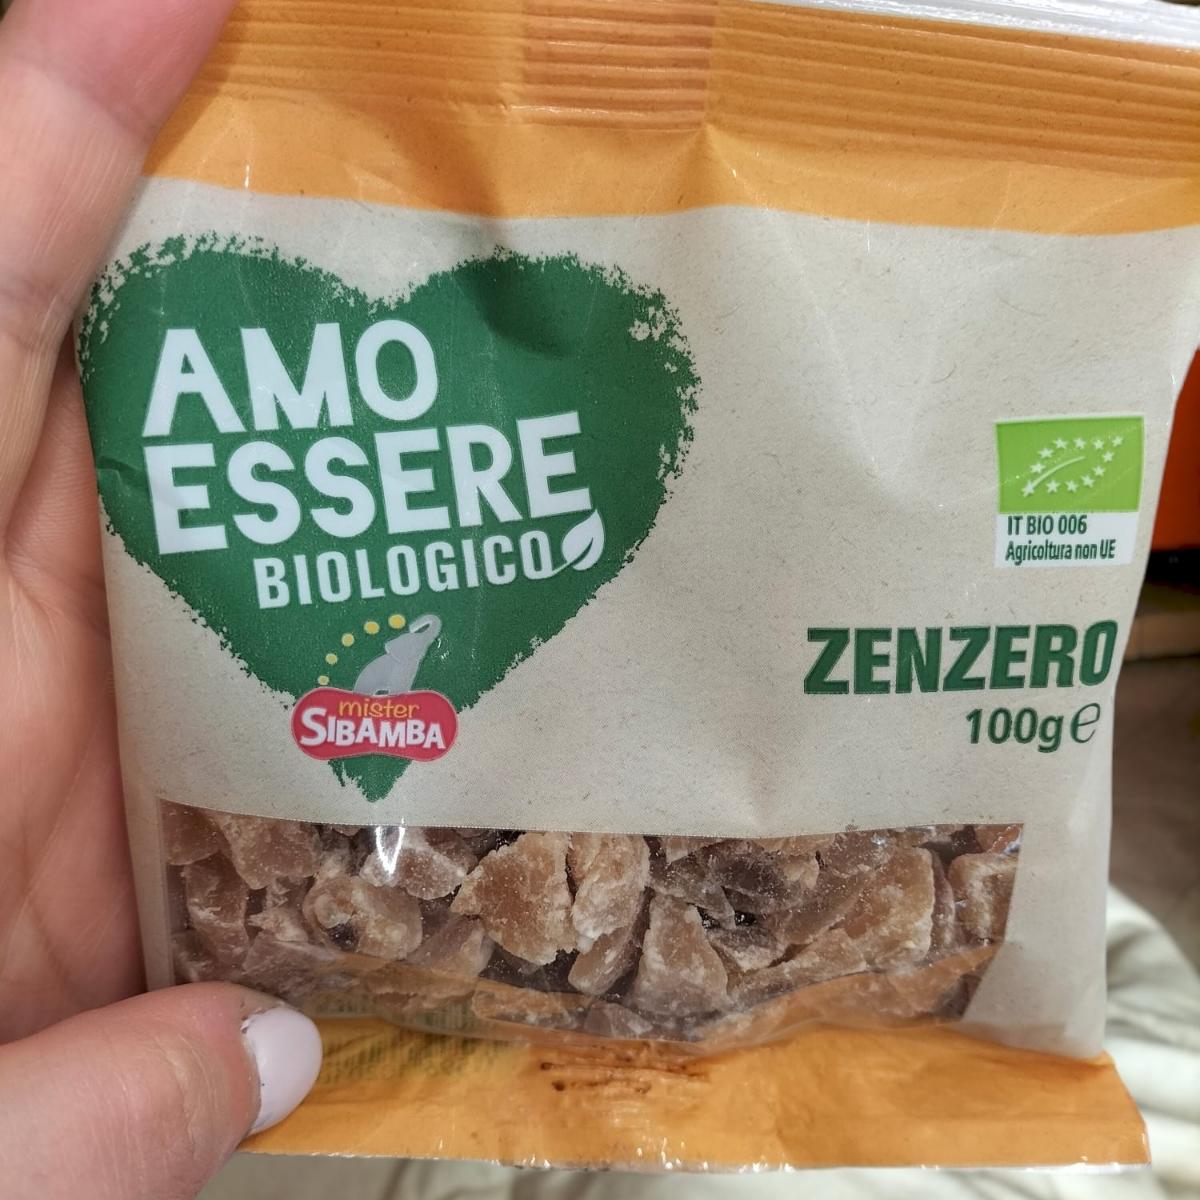 AMO
ESSERE
BIOLOGICO
mister
SIBAMBA
IT BIO 006
Agricoltura non UE
ZENZERO
100g e